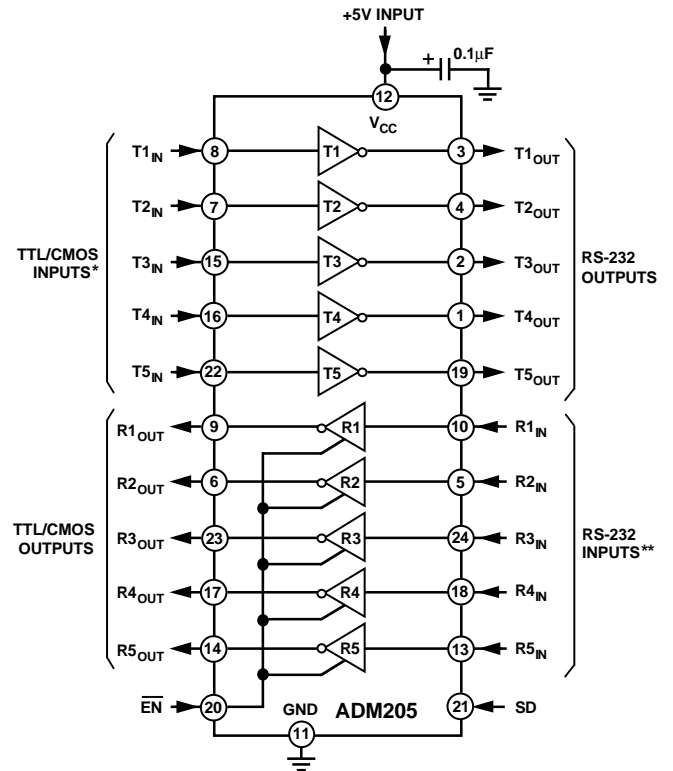 +5V INPUT
+ 0.1μF
12
VCC
T1IN 8 T1 3 T1OUT
T2IN 7 T2 4 T2OUT
TTL/CMOS
INPUTS*
T3IN 15 T3 2 T3OUT
RS-232
OUTPUTS
T4IN 16 T4 1 T4OUT
T5IN 22 T5 19 T5OUT
R1OUT 9 R1 10 R1IN
R2OUT 6 R2 5 R2IN
TTL/CMOS
OUTPUTS
R3OUT 23 R3 24 R3IN
RS-232
INPUTS**
R4OUT 17 R4 18 R4IN
R5OUT 14 R5 13 R5IN
E̅N̅ 20 GND ADM205 21 SD
11